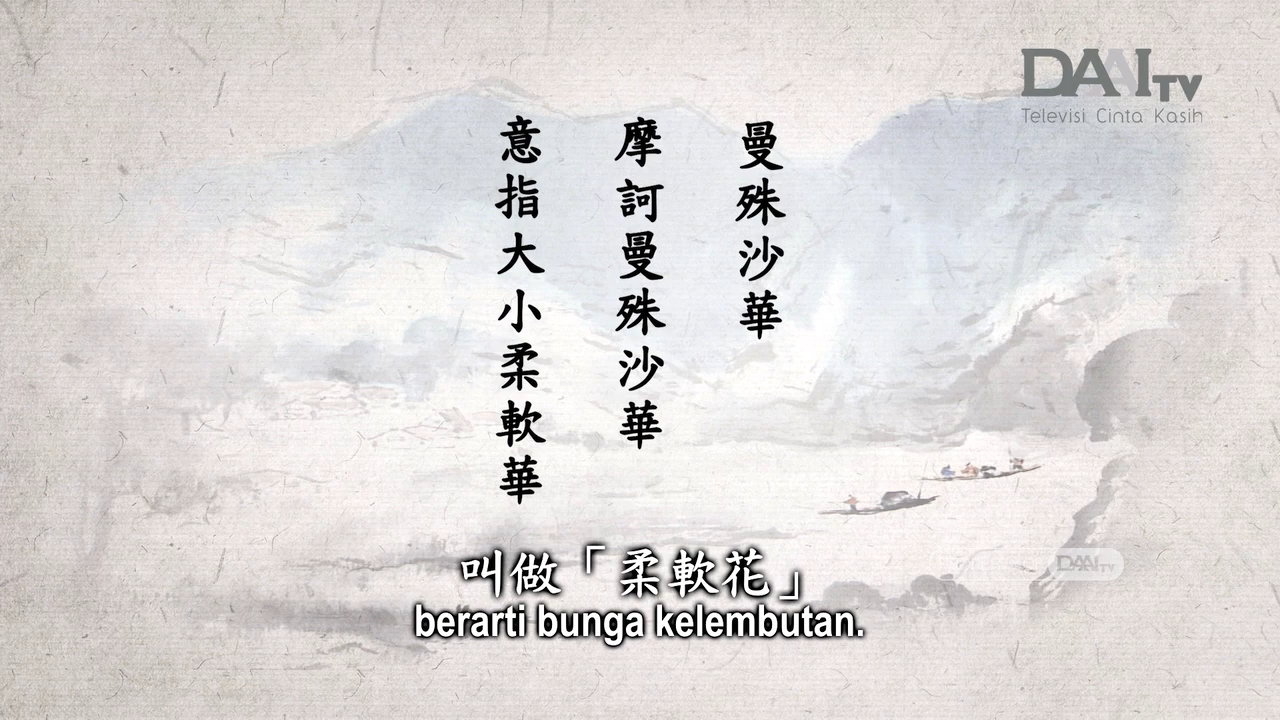 DAAI TV
Televisi Cinta Kasih
曼殊沙華
摩訶曼殊沙華
意指大小柔軟華
DAAI TV
叫做「柔軟花」
berarti bunga kelembutan.